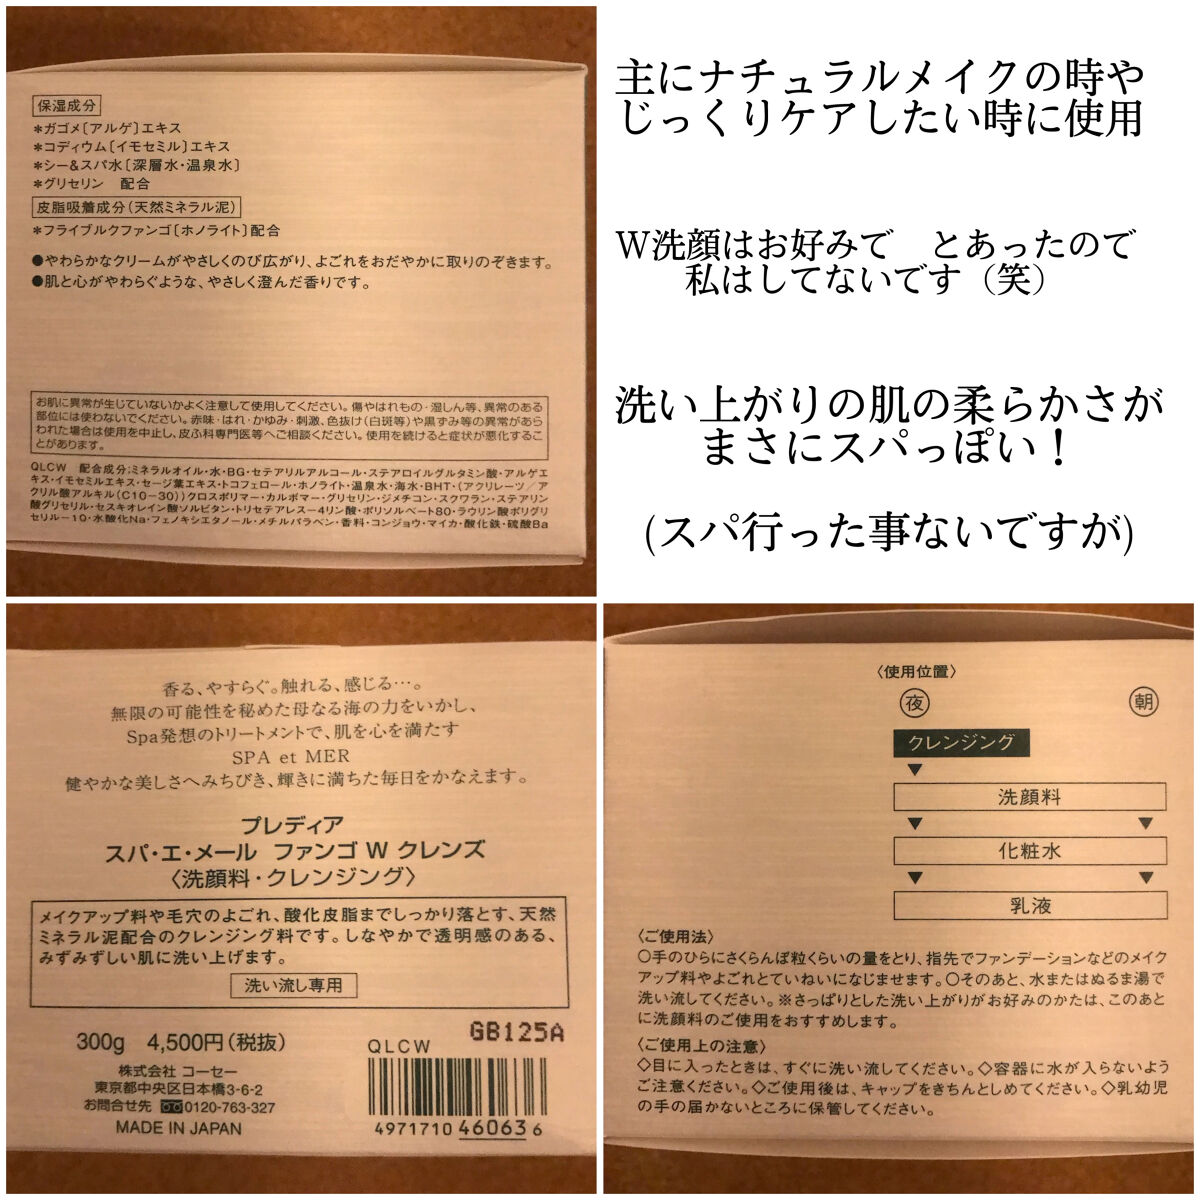 保湿成分
＊ガゴメ〔アルゲ〕エキス
＊コディウム〔イモセミル〕エキス
＊シー&スパ水〔深層水・温泉水〕
＊グリセリン　配合
皮脂吸着成分(天然ミネラル泥)
＊フライブルクファンゴ〔ホノライト〕配合
●やわらかなクリームがやさしくのび広がり、よごれをおだやかに取りのぞきます。
●肌と心がやわらぐような、やさしく澄んだ香りです。
お肌に異常が生じていないかよく注意して使用してください。傷やはれもの・湿しん等、異常のある
部位には使わないでください。赤味・はれ・かゆみ・刺激、色抜け(白斑等)や黒ずみ等の異常があら
われた場合は使用を中止し、皮ふ科専門医等へご相談ください。使用を続けると症状が悪化するこ
とがあります。
QLCW　配合成分:ミネラルオイル・水・BG・セテアリルアルコール・ステアロイルグルタミン酸・アルゲエ
キス・イモセミルエキス・セージ葉エキス・トコフェロール・ホノライト・温泉水・海水・BHT・(アクリレーツ／ア
クリル酸アルキル(C10－30))クロスポリマー・カルボマー・グリセリン・ジメチコン・スクワラン・ステアリン
酸グリセリル・セスキオレイン酸ソルビタン・トリセテアレス－4リン酸・ポリソルベート80・ラウリン酸ポリグリ
セリル－10・水酸化Na・フェノキシエタノール・メチルパラベン・香料・コンジョウ・マイカ・酸化鉄・硫酸Ba
主にナチュラルメイクの時や
じっくりケアしたい時に使用
W洗顔はお好みで　とあったので
私はしてないです（笑）
洗い上がりの肌の柔らかさが
まさにスパっぽい！
(スパ行った事ないですが)
香る、やすらぐ。触れる、感じる…。
無限の可能性を秘めた母なる海の力をいかし、
Spa発想のトリートメントで、肌を心を満たす
SPA et MER
健やかな美しさへみちびき、輝きに満ちた毎日をかなえます。
プレディア
スパ・エ・メール　ファンゴ W クレンズ
〈洗顔料・クレンジング〉
メイクアップ料や毛穴のよごれ、酸化皮脂までしっかり落とす、天然
ミネラル泥配合のクレンジング料です。しなやかで透明感のある、
みずみずしい肌に洗い上げます。
洗い流し専用
300g　4,500円(税抜)
GB125A
QLCW
株式会社 コーセー
東京都中央区日本橋3-6-2
お問合せ先 0120-763-327
MADE IN JAPAN
4971710 460636
〈使用位置〉
夜　朝
クレンジング
▼
洗顔料
▼　▼
化粧水
▼　▼
乳液
〈ご使用法〉
○手のひらにさくらんぼ粒くらいの量をとり、指先でファンデーションなどのメイク
アップ料やよごれとていねいになじませます。○そのあと、水またはぬるま湯で
洗い流してください。※さっぱりとした洗い上がりがお好みのかたは、このあと
に洗顔料のご使用をおすすめします。
〈ご使用上の注意〉
◇目に入ったときは、すぐに洗い流してください。◇容器に水が入らないよう
ご注意ください。◇ご使用後は、キャップをきちんとしめてください。◇乳幼児
の手の届かないところに保管してください。